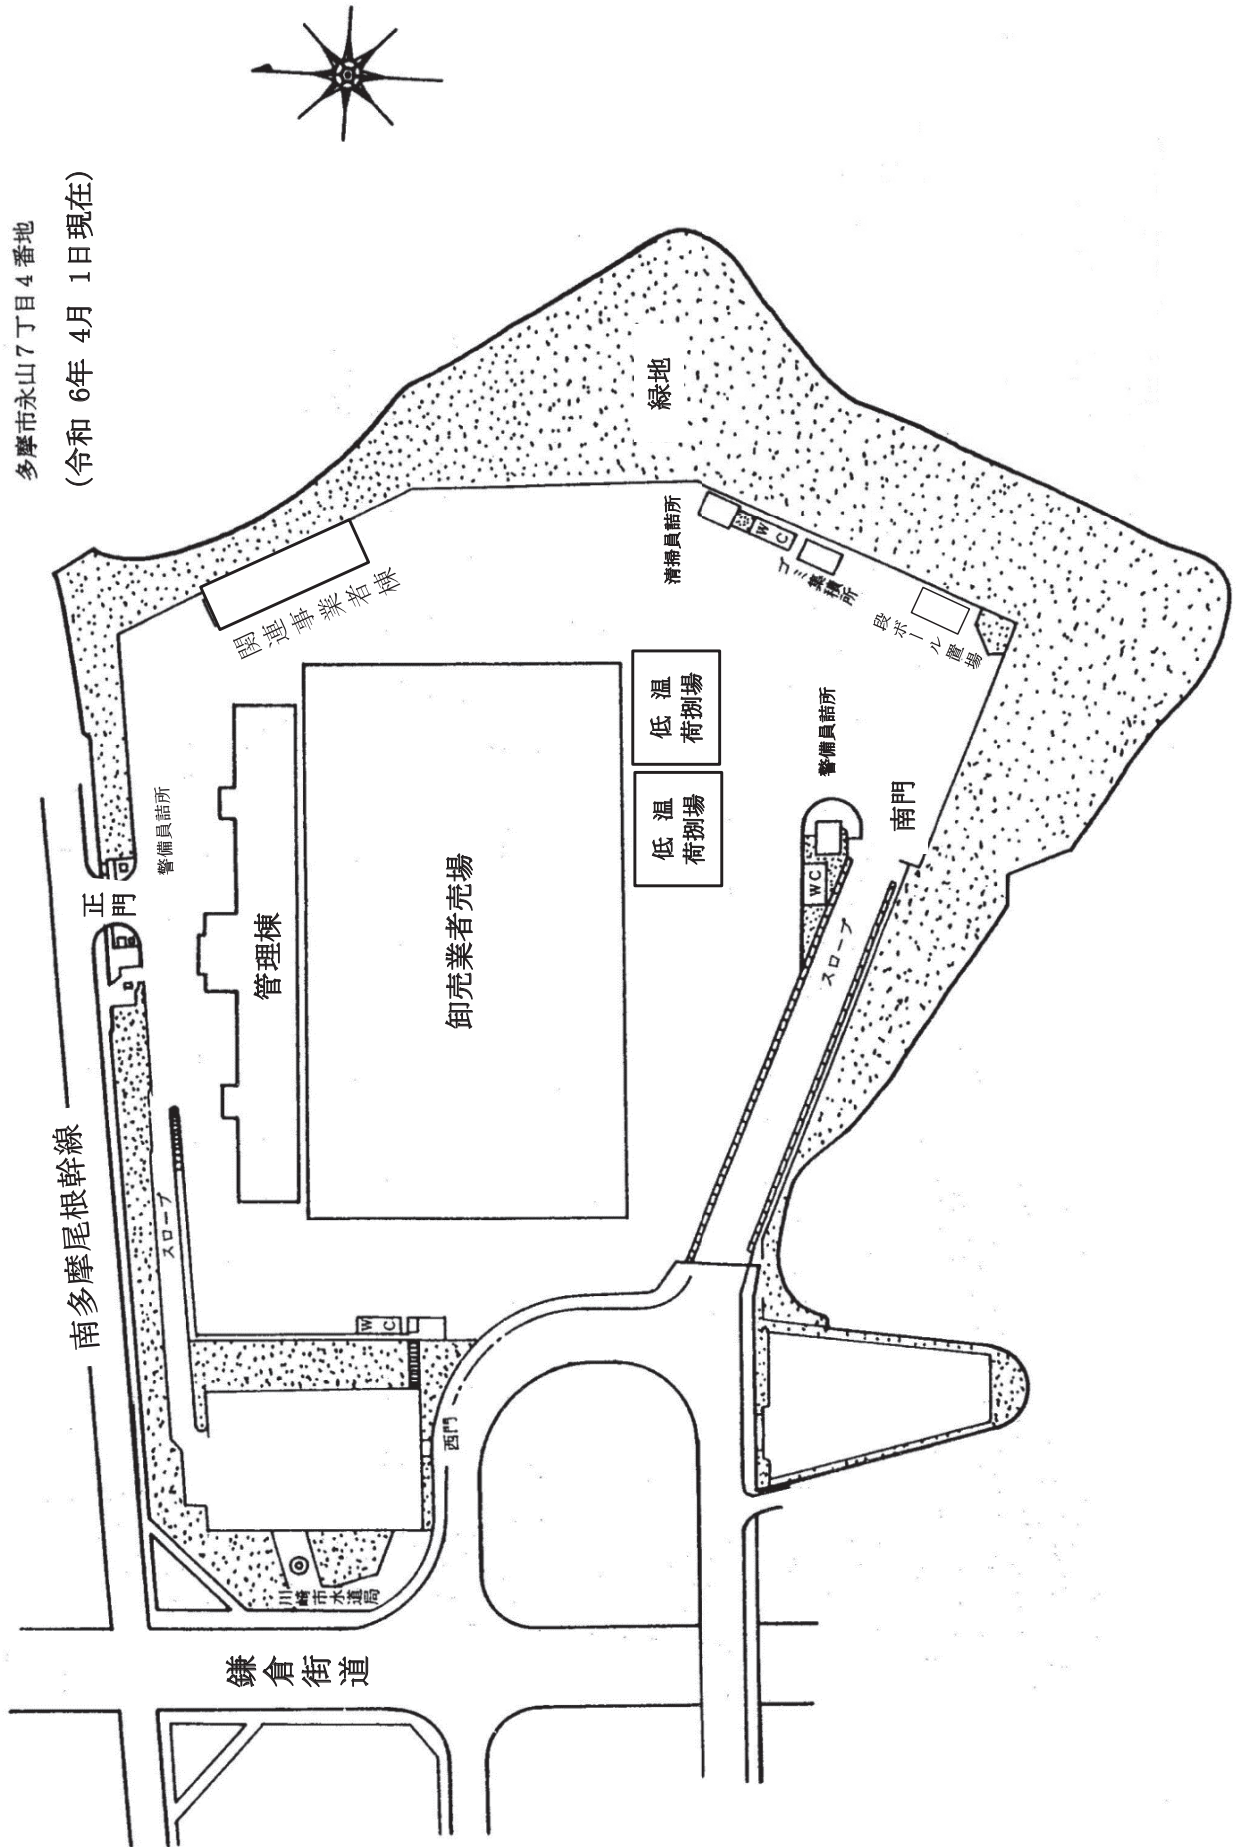 多摩市永山7丁目4番地
(令和 6年 4月 1日現在)
南多摩尾根幹線
正門
警備員詰所
スロープ
管理棟
関連事業者棟
卸売業者売場
低温
荷捌場
低温
荷捌場
緑地
清掃員詰所
WC
ゴミ集積所
段ボール置場
警備員詰所
南門
WC
スロープ
WC
西門
川崎市水道局
鎌倉街道